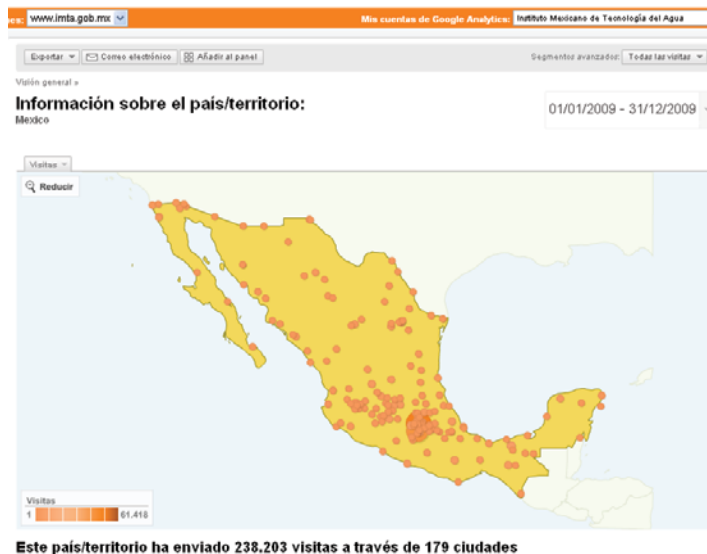 nes: www.imta.gob.mx Mis cuentas de Google Analytics: Instituto Mexicano de Tecnología del Agua
Exportar Correo electrónico Añadir al panel Segmentos avanzados: Todas las visitas
Visión general »
Información sobre el país/territorio:
Mexico
01/01/2009 - 31/12/2009
Visitas
Reducir
Visitas
1 61.418
Este país/territorio ha enviado 238.203 visitas a través de 179 ciudades